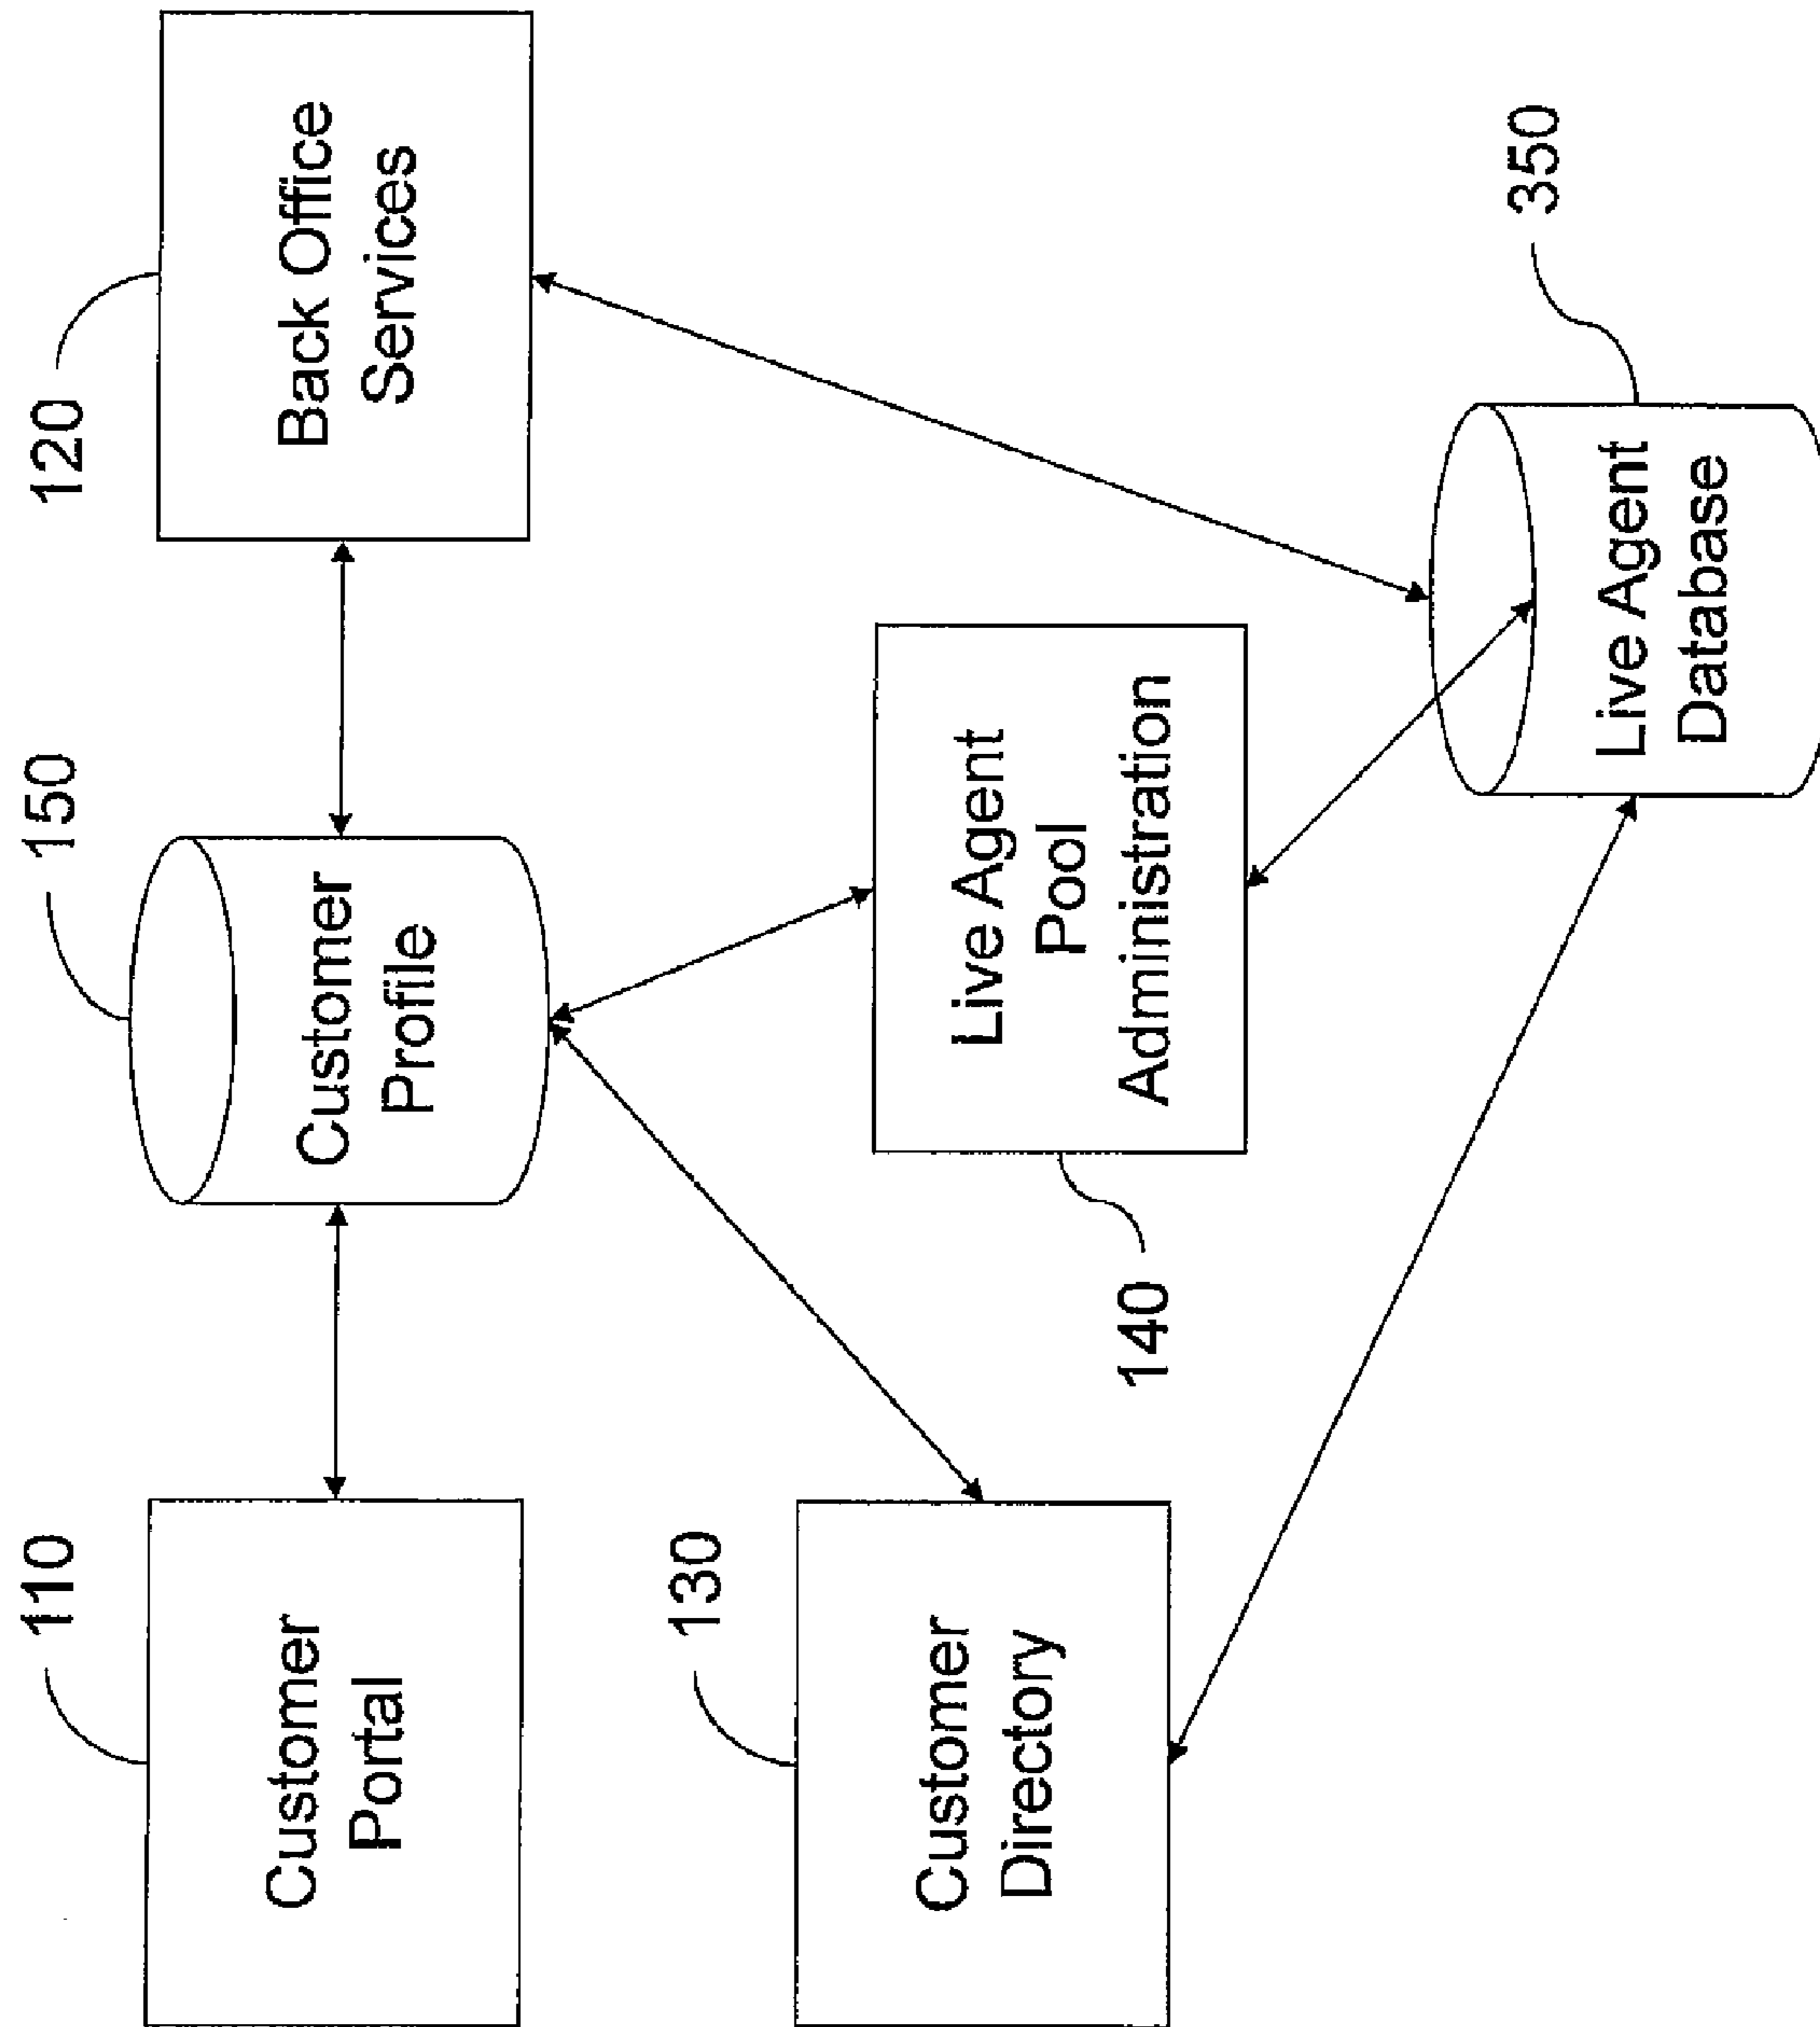 110
Customer
Portal
150
Customer
Profile
120
Back Office
Services
130
Customer
Directory
140
Live Agent
Pool
Administration
350
Live Agent
Database